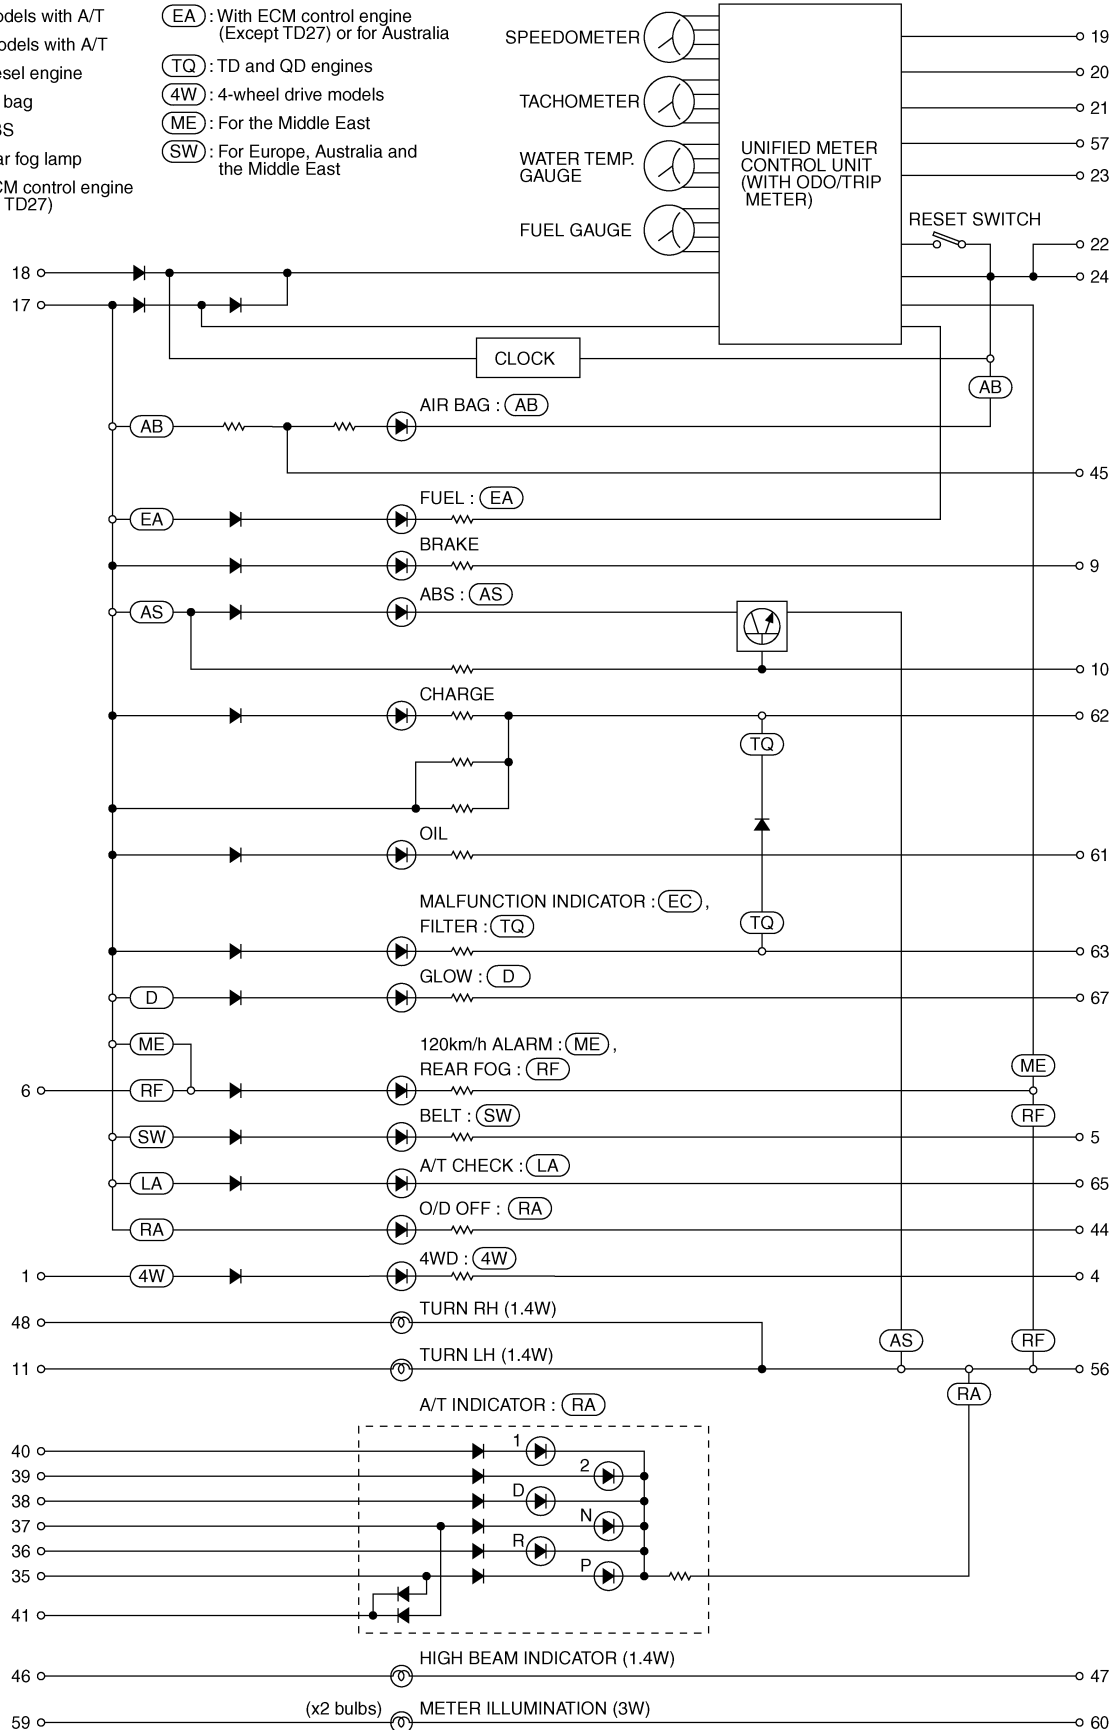 odels with A/T
odels with A/T
esel engine
bag
BS
ar fog lamp
CM control engine
TD27)
EA : With ECM control engine
(Except TD27) or for Australia
TQ : TD and QD engines
4W : 4-wheel drive models
ME : For the Middle East
SW : For Europe, Australia and
the Middle East
SPEEDOMETER
TACHOMETER
WATER TEMP.
GAUGE
FUEL GAUGE
UNIFIED METER
CONTROL UNIT
(WITH ODO/TRIP
METER)
19
20
21
57
23
RESET SWITCH
22
18
24
17
CLOCK
AB
AIR BAG : AB
AB
45
FUEL : EA
EA
BRAKE
9
ABS : AS
AS
10
CHARGE
62
TQ
OIL
61
MALFUNCTION INDICATOR : EC ,
FILTER : TQ
TQ
63
GLOW : D
D
67
ME
120km/h ALARM : ME ,
REAR FOG : RF
ME
6
RF
BELT : SW
RF
SW
5
A/T CHECK : LA
LA
65
O/D OFF : RA
RA
44
4WD : 4W
1
4W
4
TURN RH (1.4W)
48
AS
RF
TURN LH (1.4W)
11
56
RA
A/T INDICATOR : RA
40
1
39
2
38
D
37
N
36
R
35
P
41
HIGH BEAM INDICATOR (1.4W)
46
47
(x2 bulbs)
METER ILLUMINATION (3W)
59
60